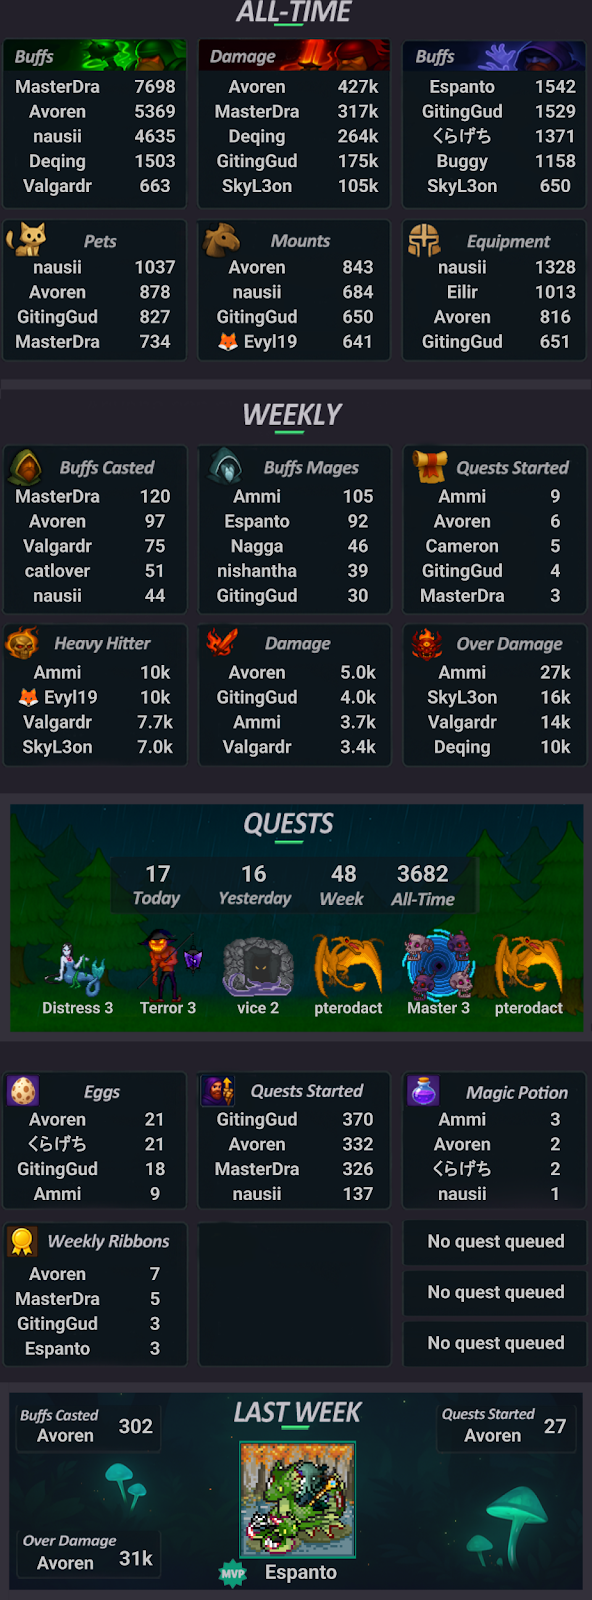 ALL-TIME
Buffs
MasterDra 7698
Avoren 5369
nausii 4635
Deqing 1503
Valgardr 663
Damage
Avoren 427k
MasterDra 317k
Deqing 264k
GitingGud 175k
SkyL3on 105k
Buffs
Espanto 1542
GitingGud 1529
くらげち 1371
Buggy 1158
SkyL3on 650
Pets
nausii 1037
Avoren 878
GitingGud 827
MasterDra 734
Mounts
Avoren 843
nausii 684
GitingGud 650
🦊 Evyl19 641
Equipment
nausii 1328
Eilir 1013
Avoren 816
GitingGud 651
WEEKLY
Buffs Casted
MasterDra 120
Avoren 97
Valgardr 75
catlover 51
nausii 44
Buffs Mages
Ammi 105
Espanto 92
Nagga 46
nishantha 39
GitingGud 30
Quests Started
Ammi 9
Avoren 6
Cameron 5
GitingGud 4
MasterDra 3
Heavy Hitter
Ammi 10k
🦊 Evyl19 10k
Valgardr 7.7k
SkyL3on 7.0k
Damage
Avoren 5.0k
GitingGud 4.0k
Ammi 3.7k
Valgardr 3.4k
Over Damage
Ammi 27k
SkyL3on 16k
Valgardr 14k
Deqing 10k
QUESTS
17 16 48 3682
Today Yesterday Week All-Time
Distress 3 Terror 3 vice 2 pterodact Master 3 pterodact
Eggs
Avoren 21
くらげち 21
GitingGud 18
Ammi 9
Quests Started
GitingGud 370
Avoren 332
MasterDra 326
nausii 137
Magic Potion
Ammi 3
Avoren 2
くらげち 2
nausii 1
Weekly Ribbons
Avoren 7
MasterDra 5
GitingGud 3
Espanto 3
No quest queued
No quest queued
No quest queued
LAST WEEK
Buffs Casted
Avoren 302
Quests Started
Avoren 27
Over Damage
Avoren 31k
MVP Espanto